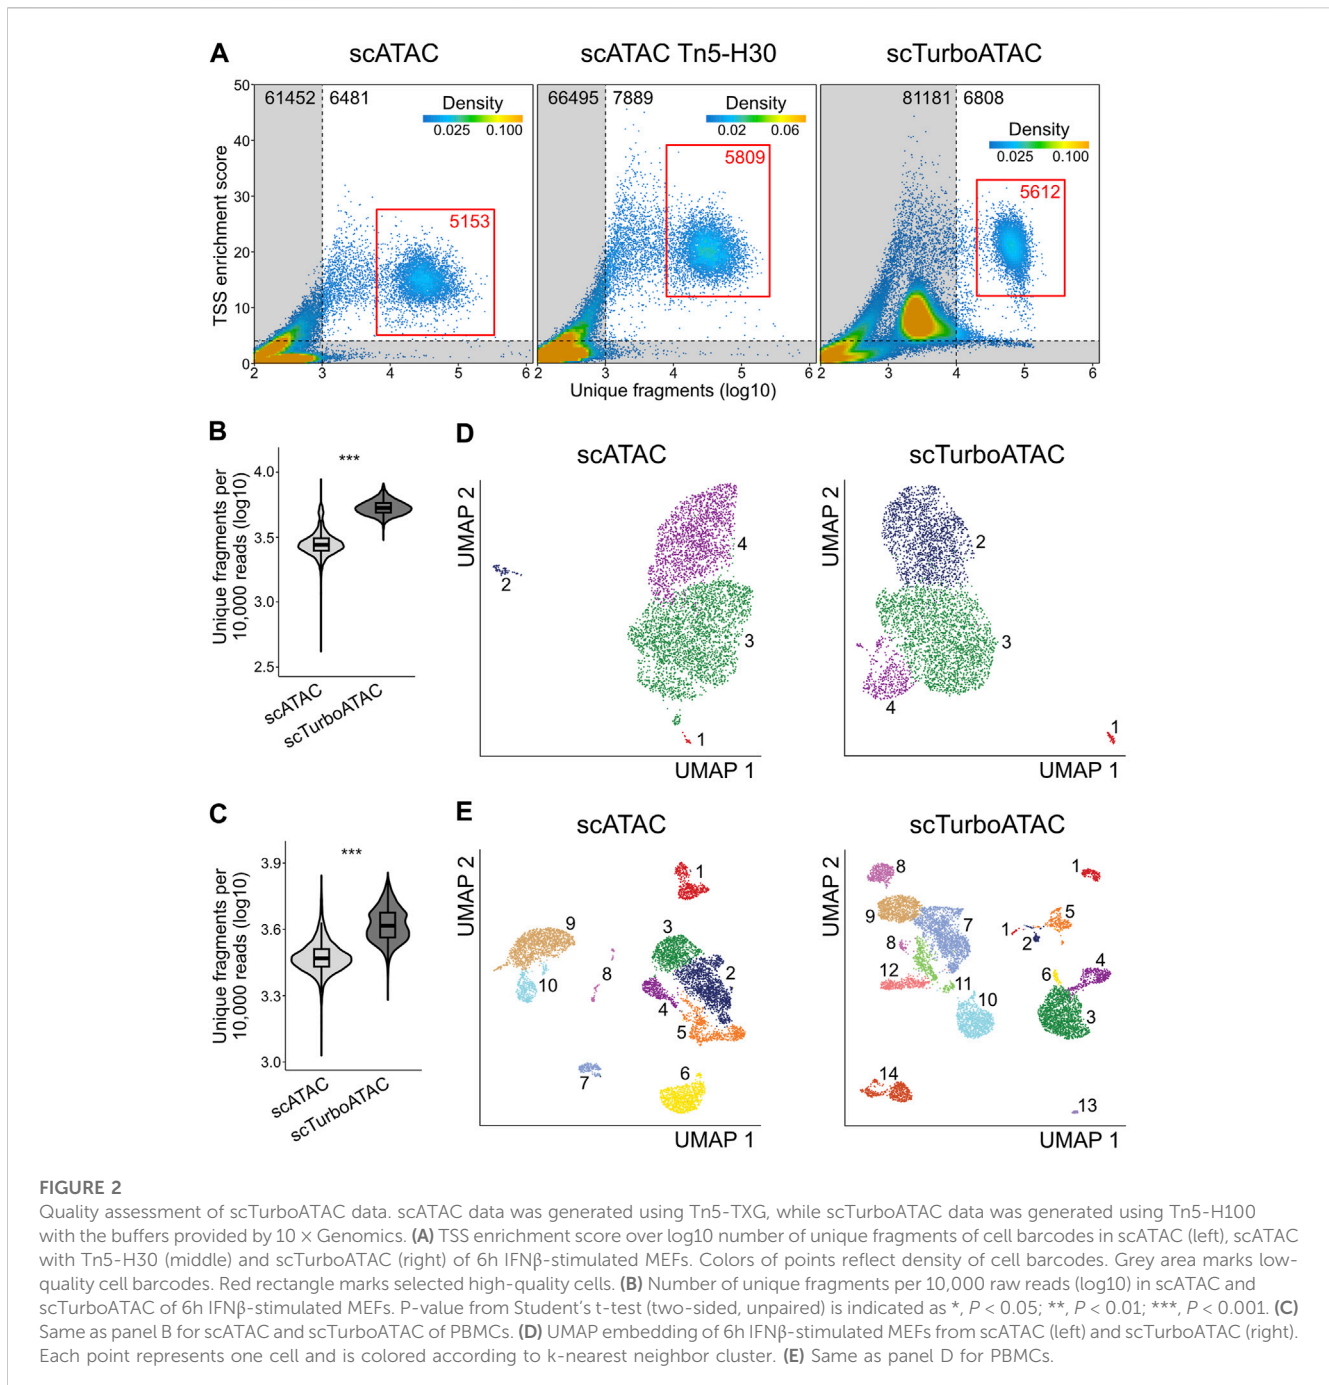 A
scATAC
scATAC Tn5-H30
scTurboATAC
TSS enrichment score
50
40
30
20
10
0
61452
6481
Density
0.025
0.100
5153
2
3
4
5
6
66495
7889
Density
0.02
0.06
5809
2
3
4
5
6
81181
6808
Density
0.025
0.100
5612
2
3
4
5
6
Unique fragments (log10)
B
Unique fragments per
10,000 reads (log10)
4.0
3.5
3.0
2.5
***
scATAC
scTurboATAC
D
scATAC
UMAP 2
4
2
3
1
UMAP 1
scTurboATAC
UMAP 2
2
3
4
1
UMAP 1
C
Unique fragments per
10,000 reads (log10)
3.9
3.6
3.3
3.0
***
scATAC
scTurboATAC
E
scATAC
UMAP 2
1
9
3
2
8
10
4
5
7
6
UMAP 1
scTurboATAC
UMAP 2
8
1
9
7
5
1
2
8
4
6
12
11
10
3
14
13
UMAP 1
FIGURE 2
Quality assessment of scTurboATAC data. scATAC data was generated using Tn5-TXG, while scTurboATAC data was generated using Tn5-H100
with the buffers provided by 10 × Genomics. (A) TSS enrichment score over log10 number of unique fragments of cell barcodes in scATAC (left), scATAC
with Tn5-H30 (middle) and scTurboATAC (right) of 6h IFNβ-stimulated MEFs. Colors of points reflect density of cell barcodes. Grey area marks low-
quality cell barcodes. Red rectangle marks selected high-quality cells. (B) Number of unique fragments per 10,000 raw reads (log10) in scATAC and
scTurboATAC of 6h IFNβ-stimulated MEFs. P-value from Student's t-test (two-sided, unpaired) is indicated as *, P < 0.05; **, P < 0.01; ***, P < 0.001. (C)
Same as panel B for scATAC and scTurboATAC of PBMCs. (D) UMAP embedding of 6h IFNβ-stimulated MEFs from scATAC (left) and scTurboATAC (right).
Each point represents one cell and is colored according to k-nearest neighbor cluster. (E) Same as panel D for PBMCs.